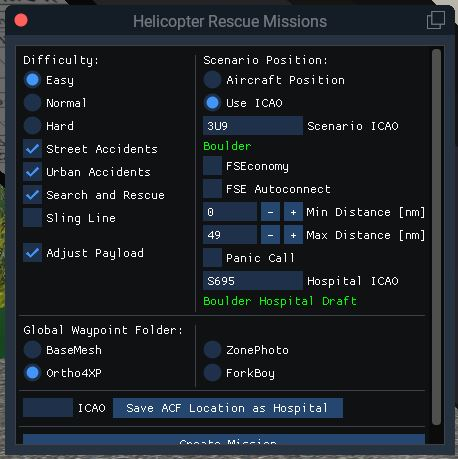 Helicopter Rescue Missions
Difficulty:
Easy
Normal
Hard
Street Accidents
Urban Accidents
Search and Rescue
Sling Line
Adjust Payload
Scenario Position:
Aircraft Position
Use ICAO
3U9 Scenario ICAO
Boulder
FSEconomy
FSE Autoconnect
0 - + Min Distance [nm]
49 - + Max Distance [nm]
Panic Call
S695 Hospital ICAO
Boulder Hospital Draft
Global Waypoint Folder:
BaseMesh
Ortho4XP
ZonePhoto
ForkBoy
ICAO Save ACF Location as Hospital
Create Mission